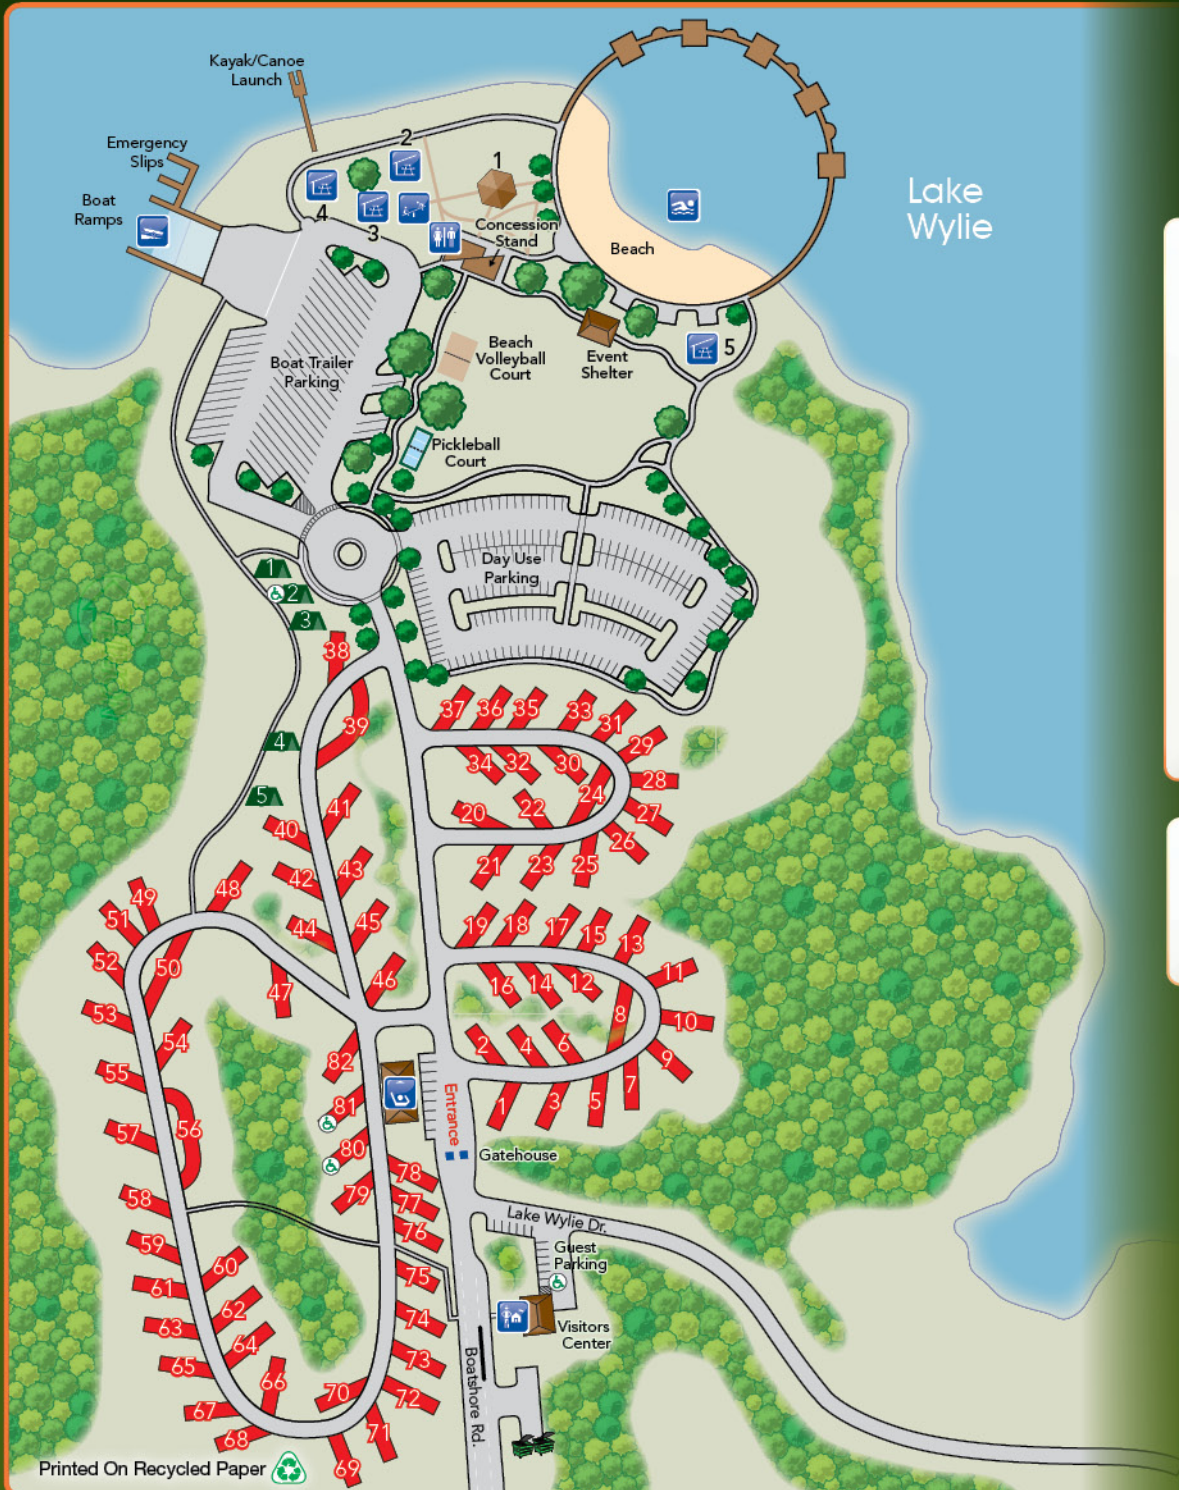 Kayak/Canoe
Launch
Emergency
Slips
Boat
Ramps
2
1
4
3
Concession
Stand
Beach
Lake
Wylie
Beach
Volleyball
Court
Event
Shelter
5
Boat Trailer
Parking
Pickleball
Court
Day Use
Parking
1
2
3
4
5
38
39
37
36
35
33
31
29
34
32
30
28
24
27
20
22
26
21
23
25
41
40
43
42
45
44
46
47
48
49
51
50
52
53
54
55
56
57
58
59
60
61
62
63
64
65
66
67
68
69
70
71
72
73
74
75
76
77
78
79
80
81
82
19
18
17
15
13
11
16
14
12
8
10
9
2
4
6
7
1
3
5
Entrance
Gatehouse
Lake Wylie Dr.
Guest
Parking
Visitors
Center
Boatshore Rd.
Printed On Recycled Paper